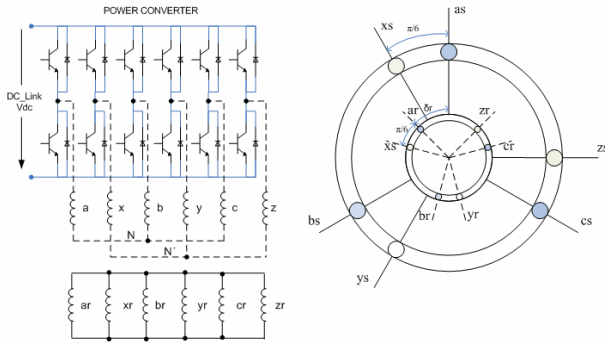 POWER CONVERTER
DC_Link
Vdc
a x b y c z
N
N´
ar xr br yr cr zr
as
xs
π/6
δr
ar
zr
π/6
xs
cr
zs
br
yr
bs
cs
ys